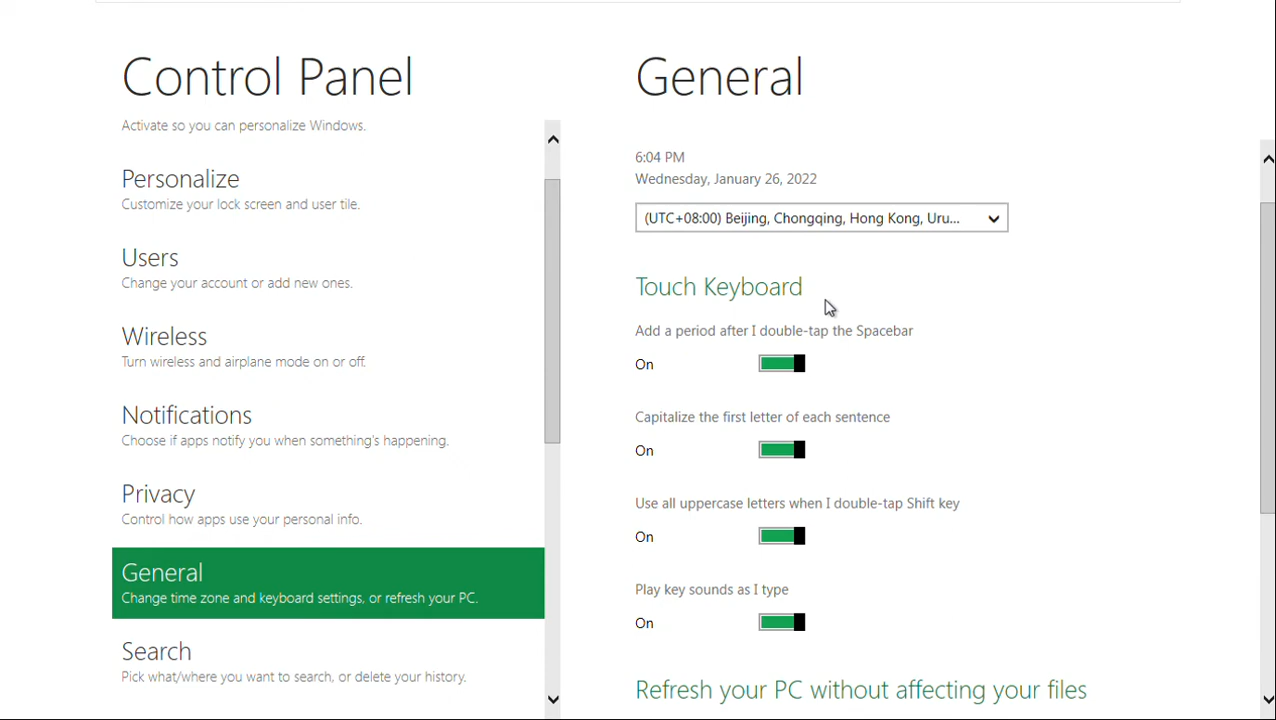 Control Panel
Activate so you can personalize Windows.
Personalize
Customize your lock screen and user tile.
Users
Change your account or add new ones.
Wireless
Turn wireless and airplane mode on or off.
Notifications
Choose if apps notify you when something's happening.
Privacy
Control how apps use your personal info.
General
Change time zone and keyboard settings, or refresh your PC.
Search
Pick what/where you want to search, or delete your history.
General
6:04 PM
Wednesday, January 26, 2022
(UTC+08:00) Beijing, Chongqing, Hong Kong, Uru...
Touch Keyboard
Add a period after I double-tap the Spacebar
On
Capitalize the first letter of each sentence
On
Use all uppercase letters when I double-tap Shift key
On
Play key sounds as I type
On
Refresh your PC without affecting your files